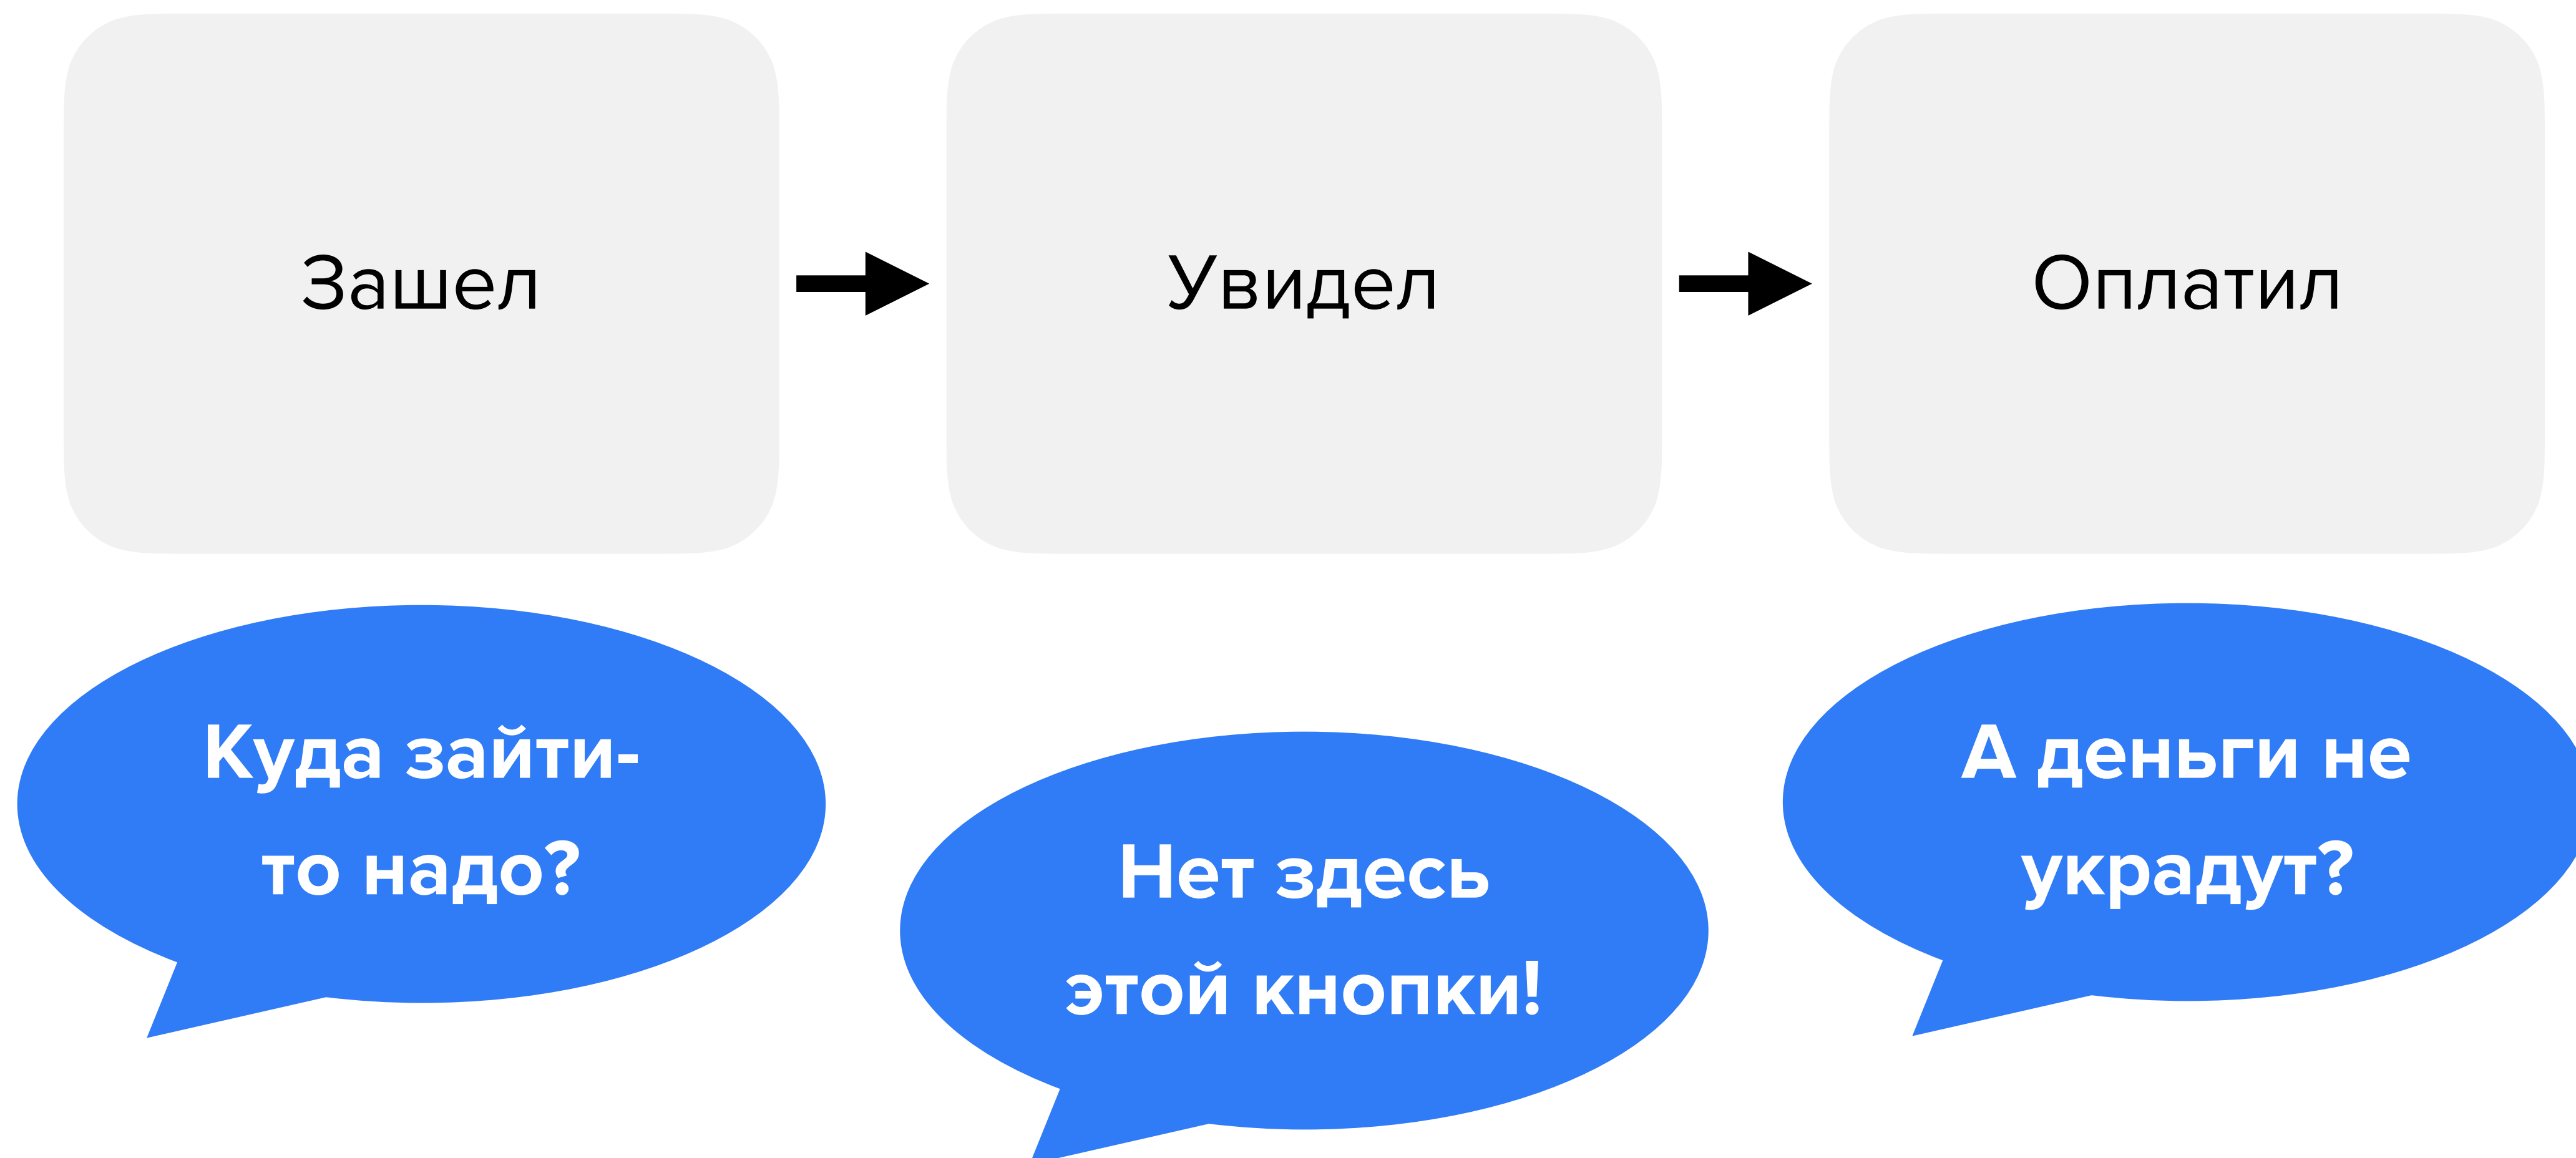 Зашел
Увидел
Оплатил
Куда зайти-
то надо?
Нет здесь
этой кнопки!
А деньги не
украдут?